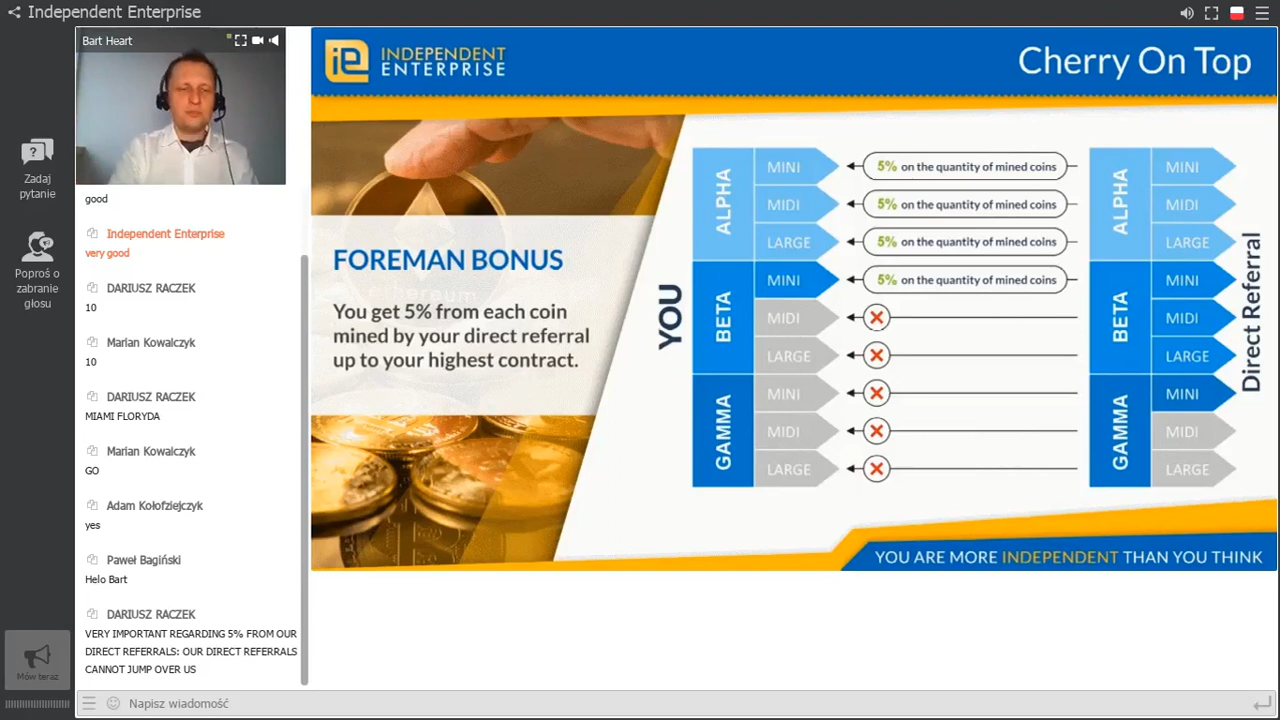 Independent Enterprise
Bart Heart
Zadaj
pytanie
Poproś o
zabranie
głosu
Mów teraz
good
Independent Enterprise
very good
DARIUSZ RACZEK
10
Marian Kowalczyk
10
DARIUSZ RACZEK
MIAMI FLORYDA
Marian Kowalczyk
GO
Adam Kołofziejczyk
yes
Paweł Bagiński
Helo Bart
DARIUSZ RACZEK
VERY IMPORTANT REGARDING 5% FROM OUR
DIRECT REFERRALS: OUR DIRECT REFERRALS
CANNOT JUMP OVER US
Napisz wiadomość
ie INDEPENDENT
ENTERPRISE
Cherry On Top
FOREMAN BONUS
You get 5% from each coin
mined by your direct referral
up to your highest contract.
YOU
ALPHA
MINI
MIDI
LARGE
BETA
MINI
MIDI
LARGE
GAMMA
MINI
MIDI
LARGE
5% on the quantity of mined coins
5% on the quantity of mined coins
5% on the quantity of mined coins
5% on the quantity of mined coins
ALPHA
MINI
MIDI
LARGE
BETA
MINI
MIDI
LARGE
GAMMA
MINI
MIDI
LARGE
Direct Referral
YOU ARE MORE INDEPENDENT THAN YOU THINK